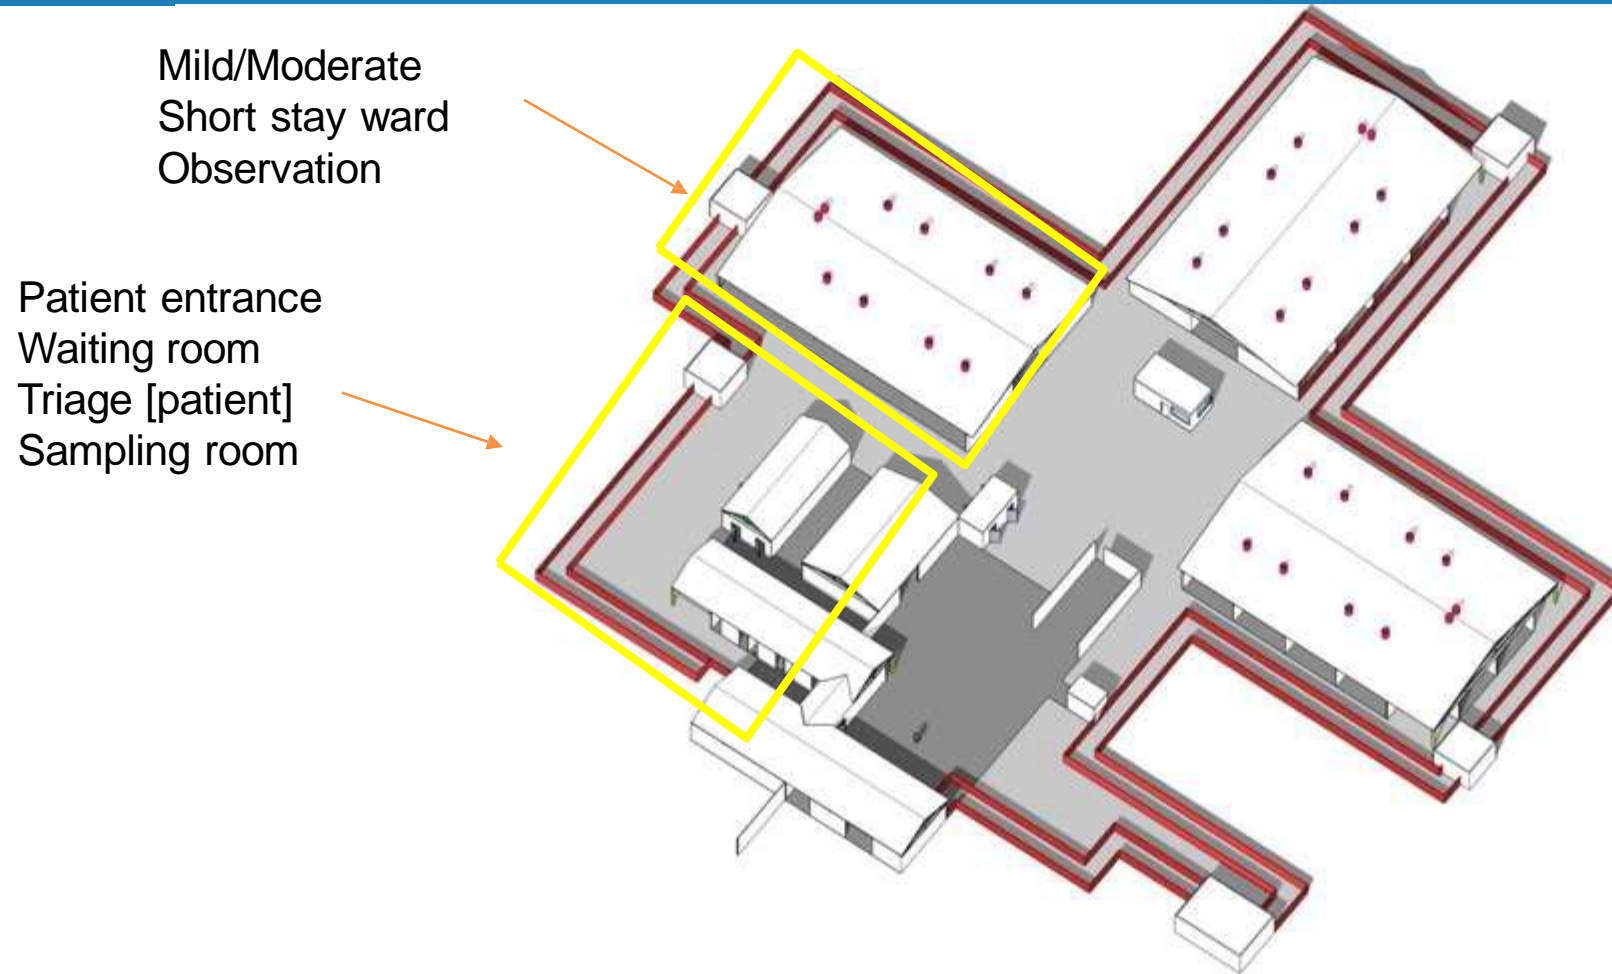 Mild/Moderate
Short stay ward
Observation
Patient entrance
Waiting room
Triage [patient]
Sampling room